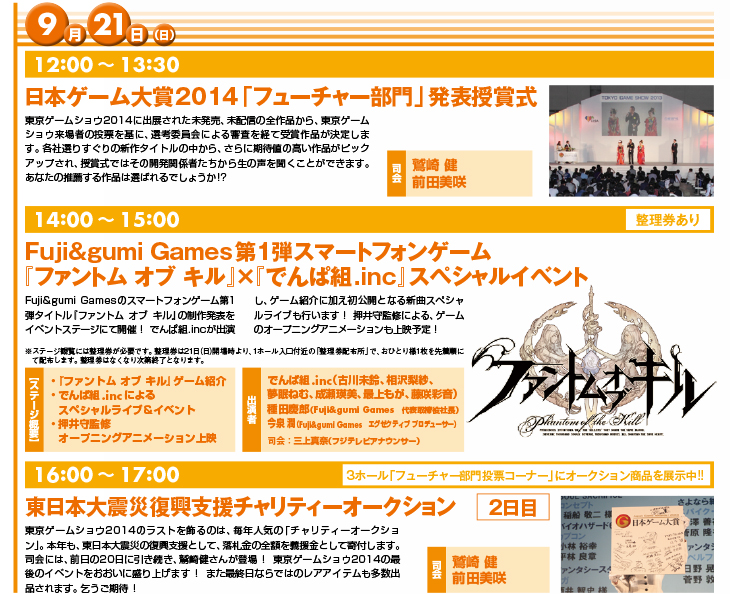 9月21日(日)
12:00 ～ 13:30
日本ゲーム大賞2014「フューチャー部門」発表授賞式
東京ゲームショウ2014に出展された未発売、未配信の全作品から、東京ゲーム
ショウ来場者の投票を基に、選考委員会による審査を経て受賞作品が決定しま
す。各社選りすぐりの新作タイトルの中から、さらに期待値の高い作品がピック
アップされ、授賞式ではその開発関係者たちから生の声を聞くことができます。
あなたの推薦する作品は選ばれるでしょうか!?
司会
鷲崎 健
前田美咲
TOKYO GAME SHOW 2013
14:00 ～ 15:00
整理券あり
Fuji&gumi Games第1弾スマートフォンゲーム
『ファントム オブ キル』×『でんぱ組.inc』スペシャルイベント
Fuji&gumi Gamesのスマートフォンゲーム第1
弾タイトル『ファントム オブ キル』の制作発表を
イベントステージにて開催！ でんぱ組.incが出演
し、ゲーム紹介に加え初公開となる新曲スペシャ
ルライブも行います！ 押井守監修による、ゲーム
のオープニングアニメーションも上映予定！
※ステージ観覧には整理券が必要です。整理券は21日(日)開場時より、1ホール入口付近の「整理券配布所」で、おひとり様1枚を先着順に
て配布します。整理券はなくなり次第終了となります。
【ステージ概要】
・『ファントム オブ キル』ゲーム紹介
・でんぱ組.incによる
スペシャルライブ＆イベント
・押井守監修
オープニングアニメーション上映
出演者
でんぱ組.inc(古川未鈴、相沢梨紗、
夢眼ねむ、成瀬瑛美、最上もが、藤咲彩音)
種田慶郎(Fuji&gumi Games 代表取締役社長)
今泉 潤(Fuji&gumi Games エグゼクティブ プロデューサー)
司会：三上真奈(フジテレビアナウンサー)
ファントムオブキル
Phantom of the Kill
16:00 ～ 17:00
3ホール「フューチャー部門投票コーナー」にオークション商品を展示中!!
東日本大震災復興支援チャリティーオークション
2日目
東京ゲームショウ2014のラストを飾るのは、毎年人気の「チャリティーオークショ
ン」。本年も、東日本大震災の復興支援として、落札金の全額を義援金として寄付します。
司会には、前日の20日に引き続き、鷲崎健さんが登場！ 東京ゲームショウ2014の最
後のイベントをおおいに盛り上げます！ また最終日ならではのレアアイテムも多数出
品されます。乞うご期待！
司会
鷲崎 健
前田美咲
稲船 敬二
バイオハザード
小林 裕幸
平林 良章
ファンタシースタ
日本ゲーム大賞
さよなら